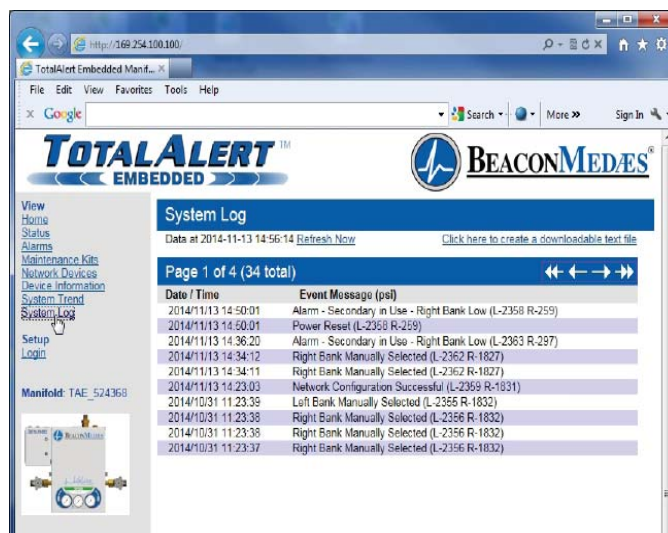 http://169.254.100.100/
TotalAlert Embedded Manif...
File Edit View Favorites Tools Help
x Google Search More » Sign In
TOTALALERT™
EMBEDDED
BEACONMEDÆS®
View
Home
Status
Alarms
Maintenance Kits
Network Devices
Device Information
System Trend
System Log
Setup
Login
Manifold: TAE_524368
System Log
Data at 2014-11-13 14:56:14 Refresh Now Click here to create a downloadable text file
Page 1 of 4 (34 total)
Date / Time Event Message (psi)
2014/11/13 14:50:01 Alarm - Secondary in Use - Right Bank Low (L-2358 R-259)
2014/11/13 14:50:01 Power Reset (L-2358 R-259)
2014/11/13 14:36:20 Alarm - Secondary in Use - Right Bank Low (L-2363 R-297)
2014/11/13 14:34:12 Right Bank Manually Selected (L-2362 R-1827)
2014/11/13 14:34:11 Right Bank Manually Selected (L-2362 R-1827)
2014/11/13 14:23:03 Network Configuration Successful (L-2359 R-1831)
2014/10/31 11:23:39 Left Bank Manually Selected (L-2355 R-1832)
2014/10/31 11:23:38 Right Bank Manually Selected (L-2356 R-1832)
2014/10/31 11:23:38 Right Bank Manually Selected (L-2356 R-1832)
2014/10/31 11:23:37 Right Bank Manually Selected (L-2356 R-1832)
BEACONMEDÆS